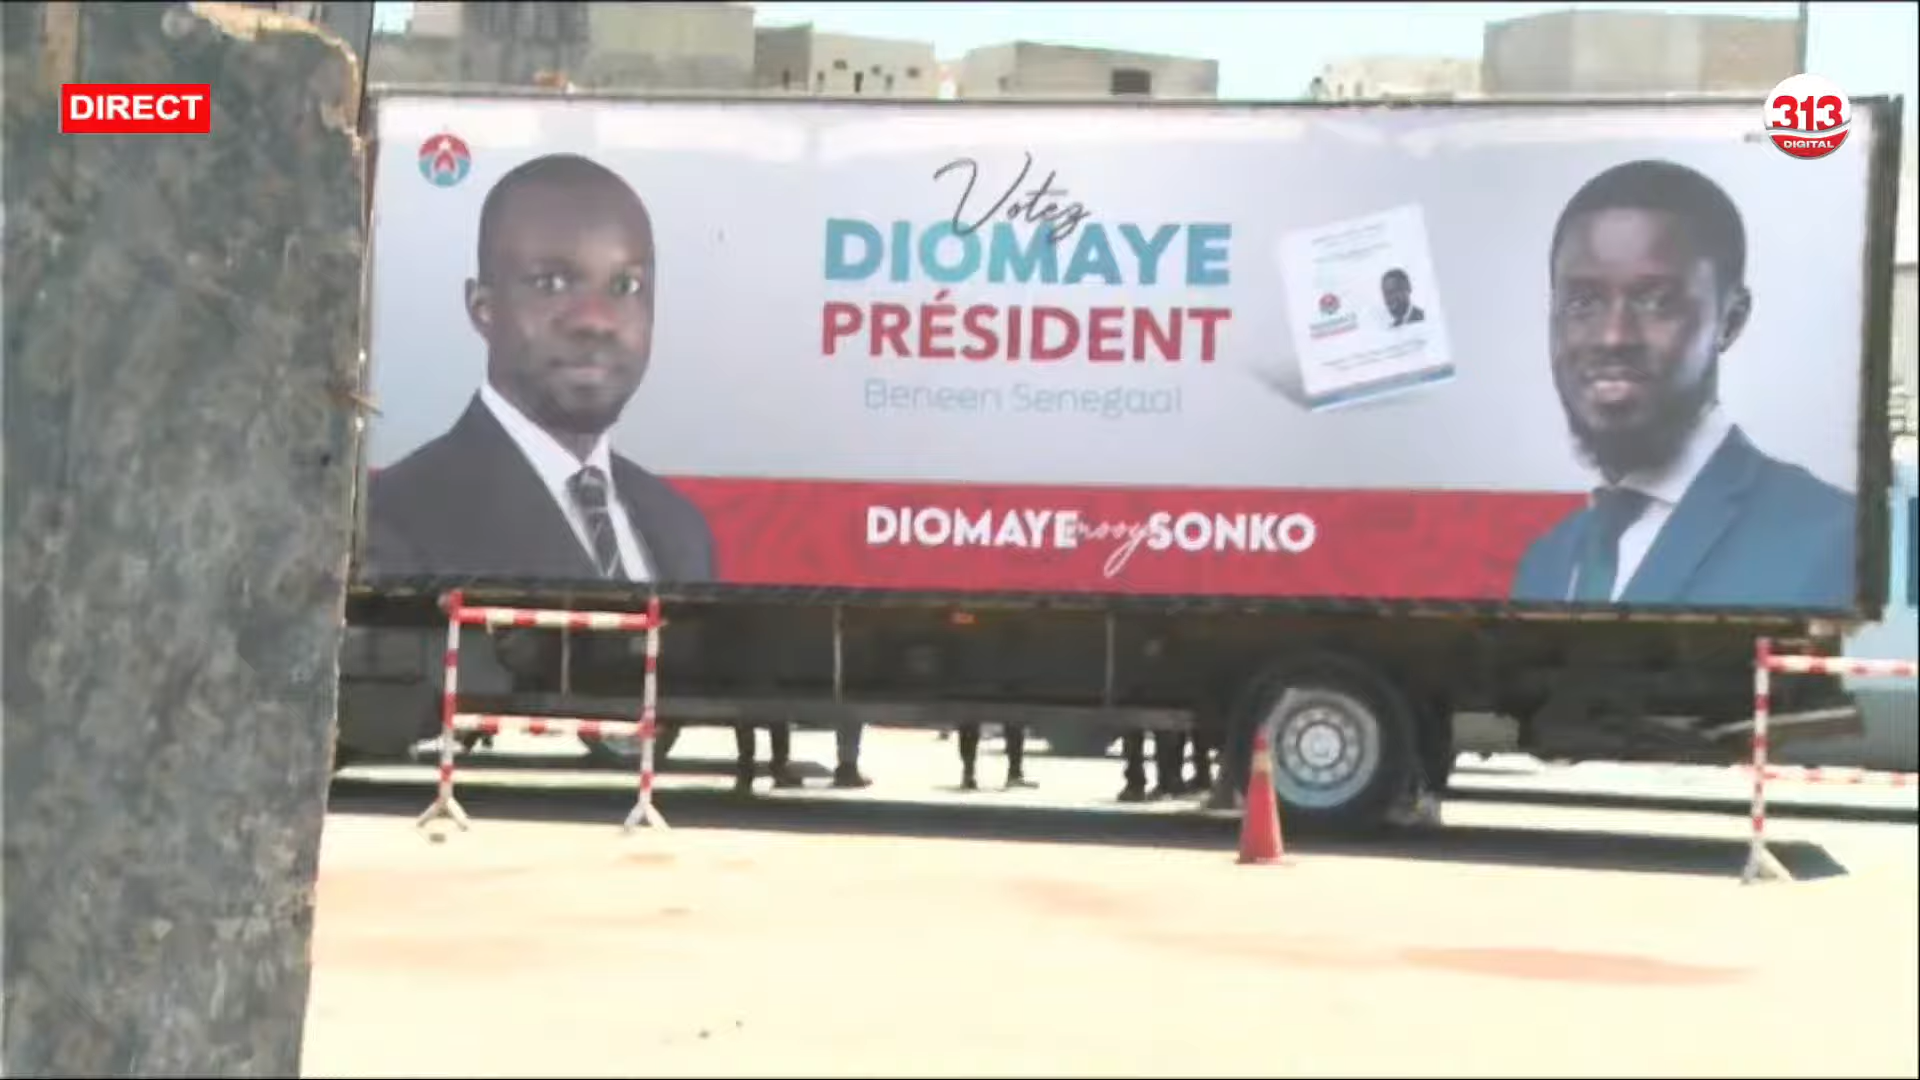 DIRECT
313
DIGITAL
Votez
DIOMAYE
PRÉSIDENT
Beneen Senegaal
DIOMAYE mooy SONKO